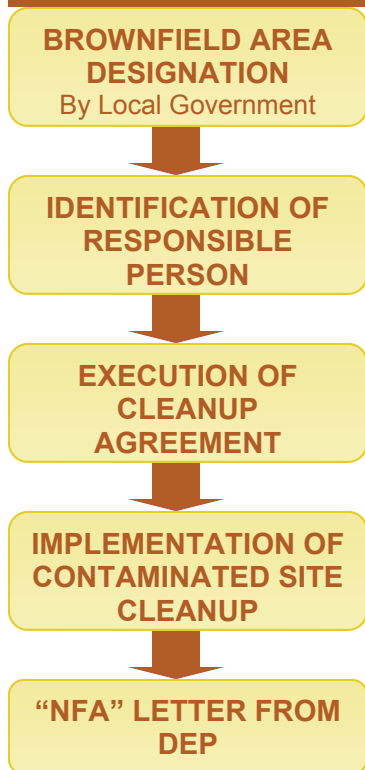 BROWNFIELD AREA
DESIGNATION
By Local Government
IDENTIFICATION OF
RESPONSIBLE
PERSON
EXECUTION OF
CLEANUP
AGREEMENT
IMPLEMENTATION OF
CONTAMINATED SITE
CLEANUP
“NFA” LETTER FROM
DEP